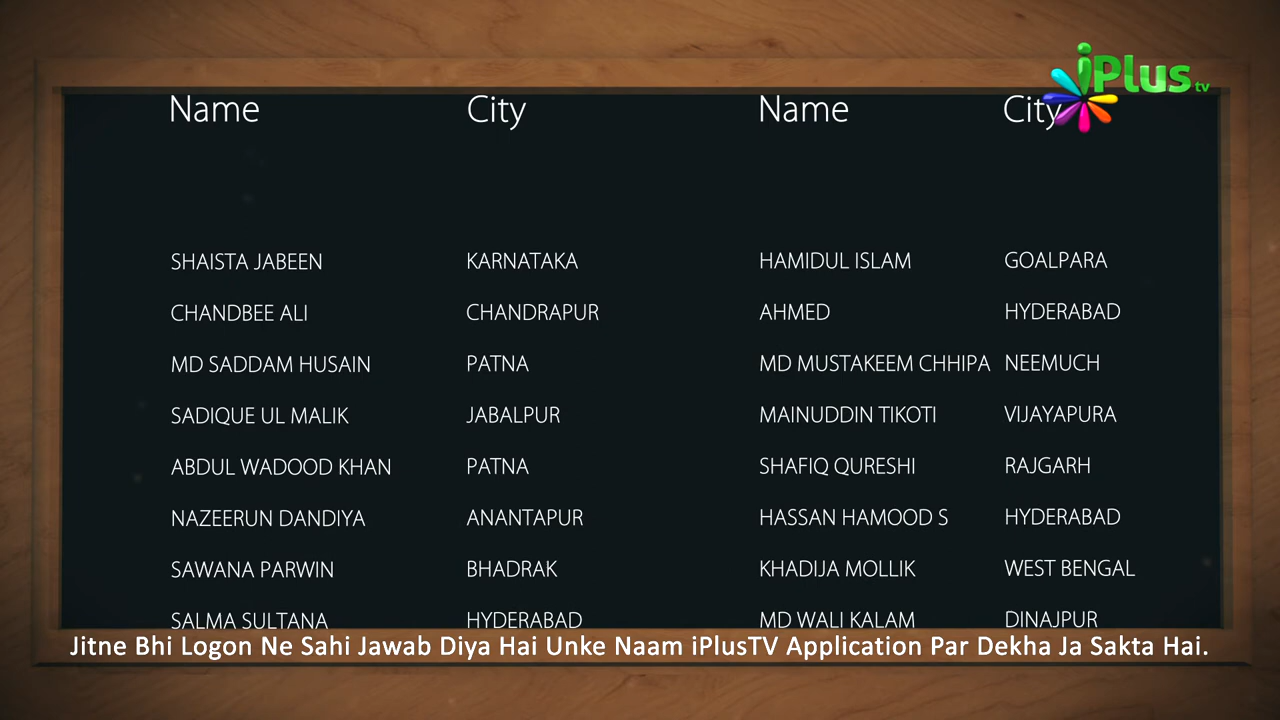 iPlus tv
Name City Name City
SHAISTA JABEEN KARNATAKA HAMIDUL ISLAM GOALPARA
CHANDBEE ALI CHANDRAPUR AHMED HYDERABAD
MD SADDAM HUSAIN PATNA MD MUSTAKEEM CHHIPA NEEMUCH
SADIQUE UL MALIK JABALPUR MAINUDDIN TIKOTI VIJAYAPURA
ABDUL WADOOD KHAN PATNA SHAFIQ QURESHI RAJGARH
NAZEERUN DANDIYA ANANTAPUR HASSAN HAMOOD S HYDERABAD
SAWANA PARWIN BHADRAK KHADIJA MOLLIK WEST BENGAL
SALMA SULTANA HYDERABAD MD WALI KALAM DINAJPUR
Jitne Bhi Logon Ne Sahi Jawab Diya Hai Unke Naam iPlusTV Application Par Dekha Ja Sakta Hai.